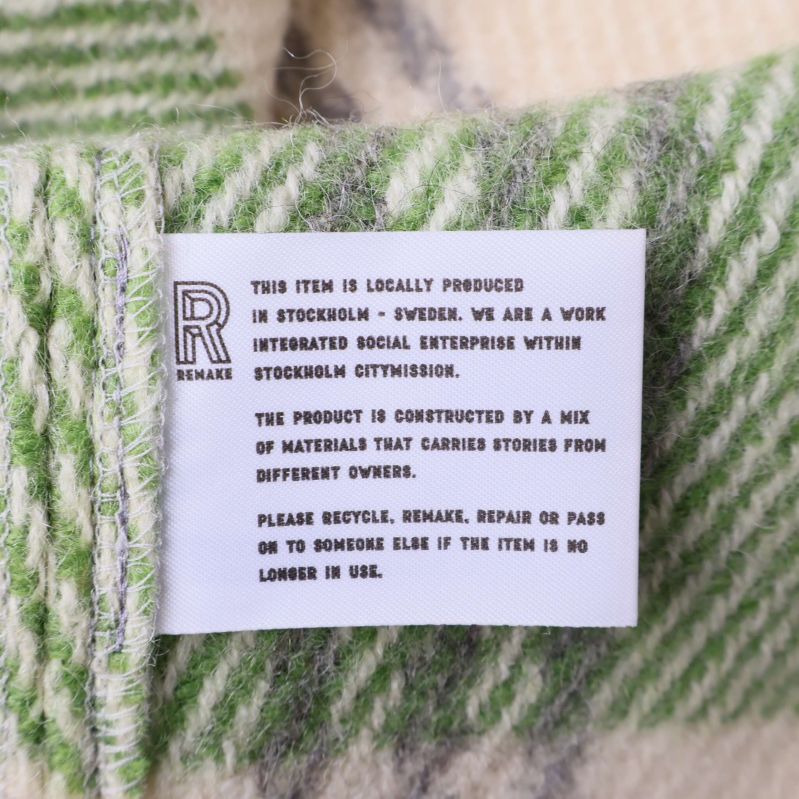 R
REMAKE
THIS ITEM IS LOCALLY PRODUCED
IN STOCKHOLM - SWEDEN. WE ARE A WORK
INTEGRATED SOCIAL ENTERPRISE WITHIN
STOCKHOLM CITYMISSION.
THE PRODUCT IS CONSTRUCTED BY A MIX
OF MATERIALS THAT CARRIES STORIES FROM
DIFFERENT OWNERS.
PLEASE RECYCLE, REMAKE, REPAIR OR PASS
ON TO SOMEONE ELSE IF THE ITEM IS NO
LONGER IN USE.